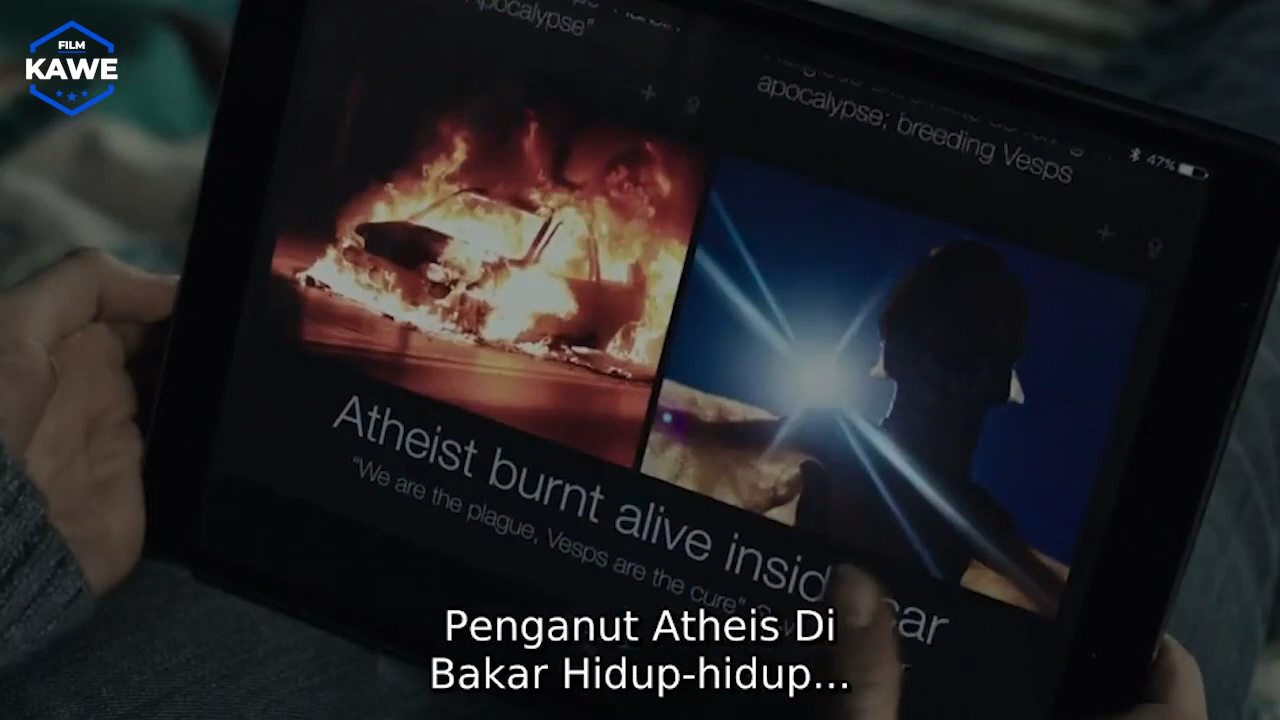 FILM
KAWE
apocalypse"
apocalypse; breeding Vesps
47%
Atheist burnt alive inside car
"We are the plague, Vesps are the cure"
Penganut Atheis Di
Bakar Hidup-hidup...